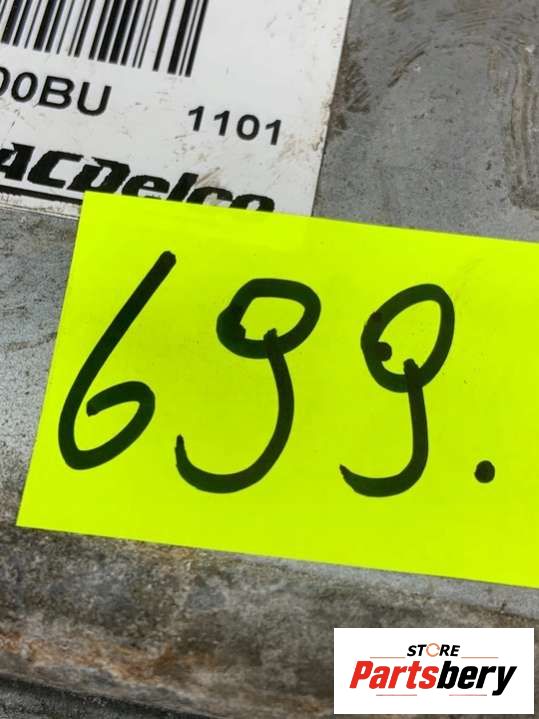 00BU 1101
ACDelco
699.
STORE
Partsbery